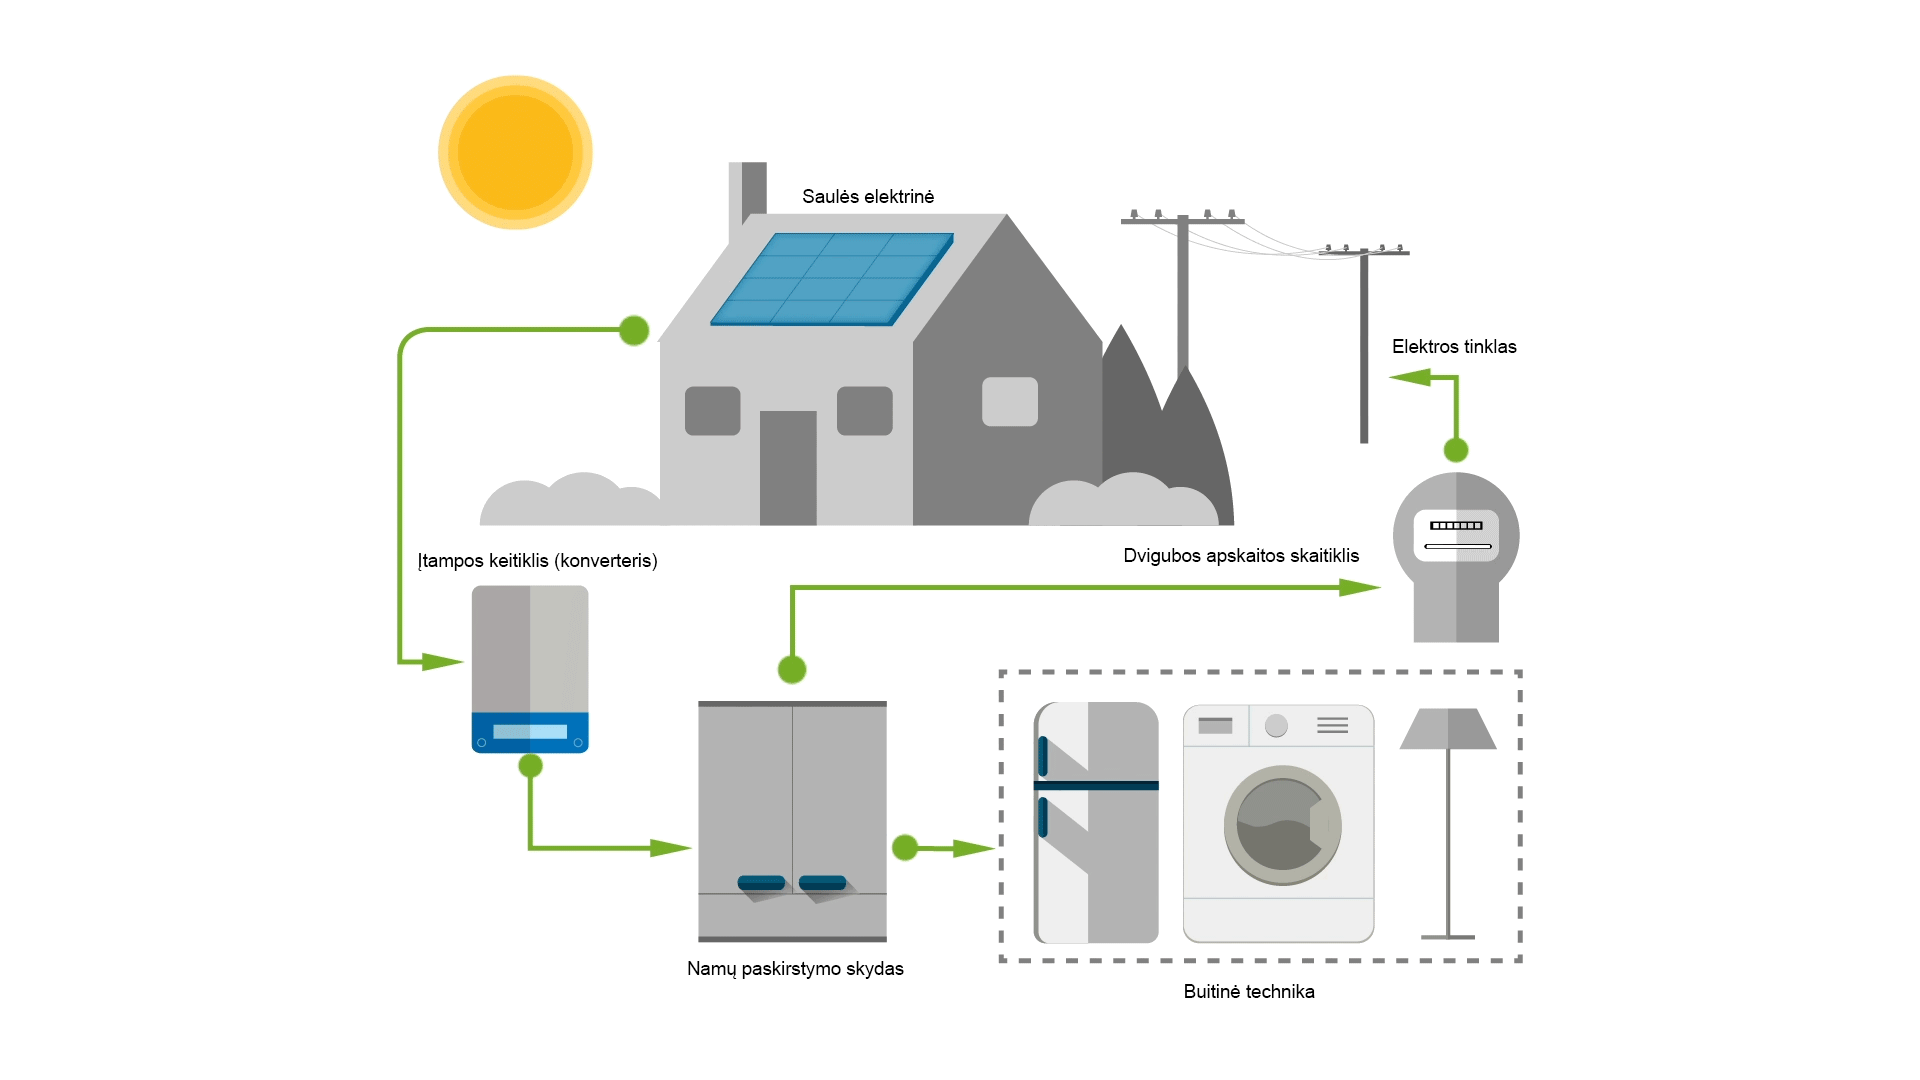 Saulės elektrinė
Elektros tinklas
Įtampos keitiklis (konverteris)
Dvigubos apskaitos skaitiklis
Namų paskirstymo skydas
Buitinė technika